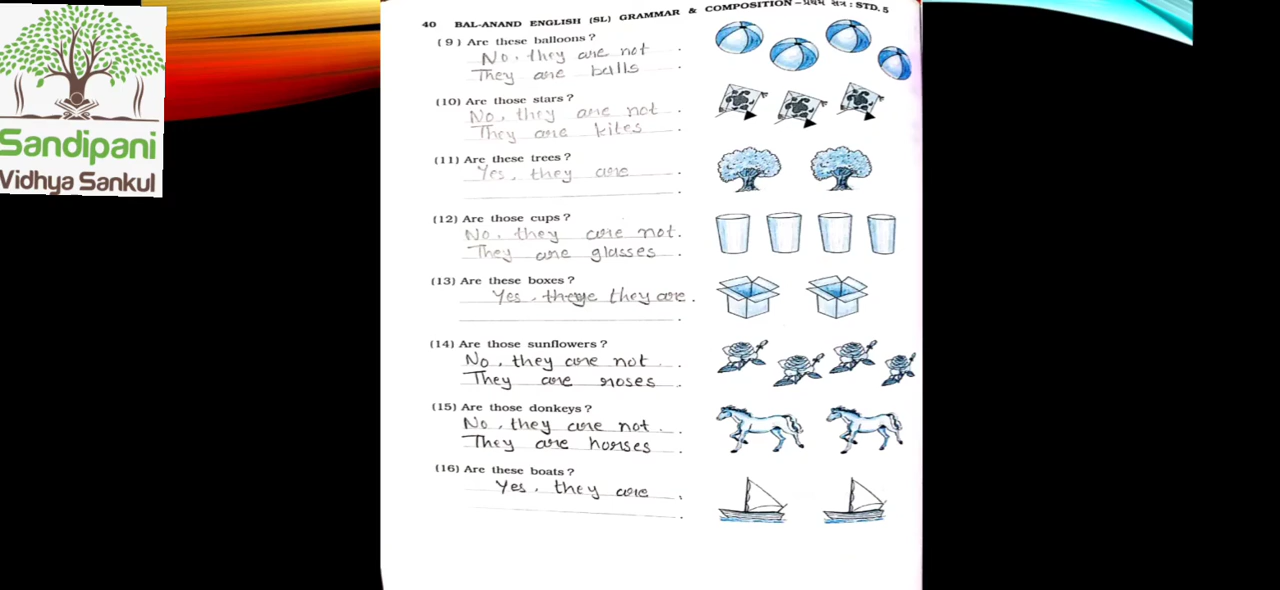 Sandipani
Vidhya Sankul
40 BAL-ANAND ENGLISH (SL) GRAMMAR & COMPOSITION – પ્રથમ સત્ર : STD. 5
(9) Are these balloons ?
No, they are not .
They are balls .
(10) Are those stars ?
No, they are not .
They are kites .
(11) Are these trees ?
Yes, they are .
.
(12) Are those cups ?
No, they are not.
They are glasses .
(13) Are these boxes ?
Yes, they are .
.
(14) Are those sunflowers ?
No, they are not .
They are roses .
(15) Are those donkeys ?
No, they are not .
They are horses .
(16) Are these boats ?
Yes, they are .
.